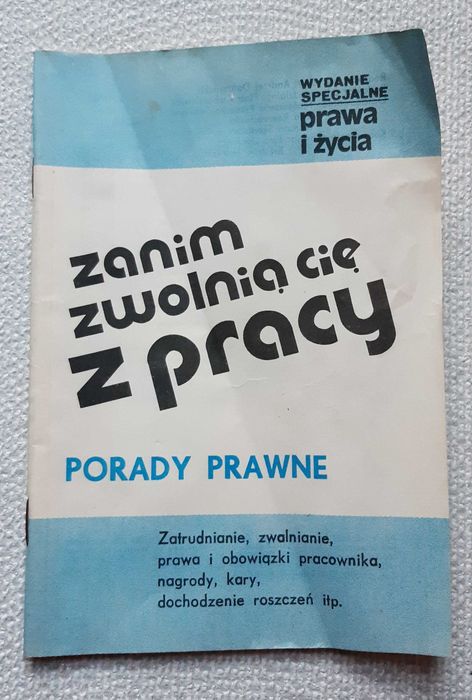 WYDANIE
SPECJALNE
prawa
i życia
zanim
zwolnią cię
z pracy
PORADY PRAWNE
Zatrudnianie, zwalnianie,
prawa i obowiązki pracownika,
nagrody, kary,
dochodzenie roszczeń iłp.